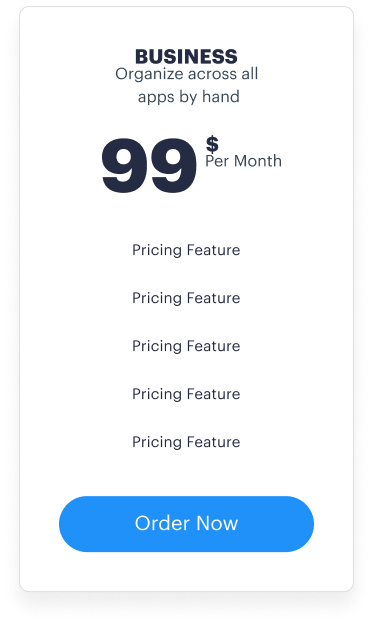 BUSINESS
Organize across all
apps by hand
99
$
Per Month
Pricing Feature
Pricing Feature
Pricing Feature
Pricing Feature
Pricing Feature
Order Now